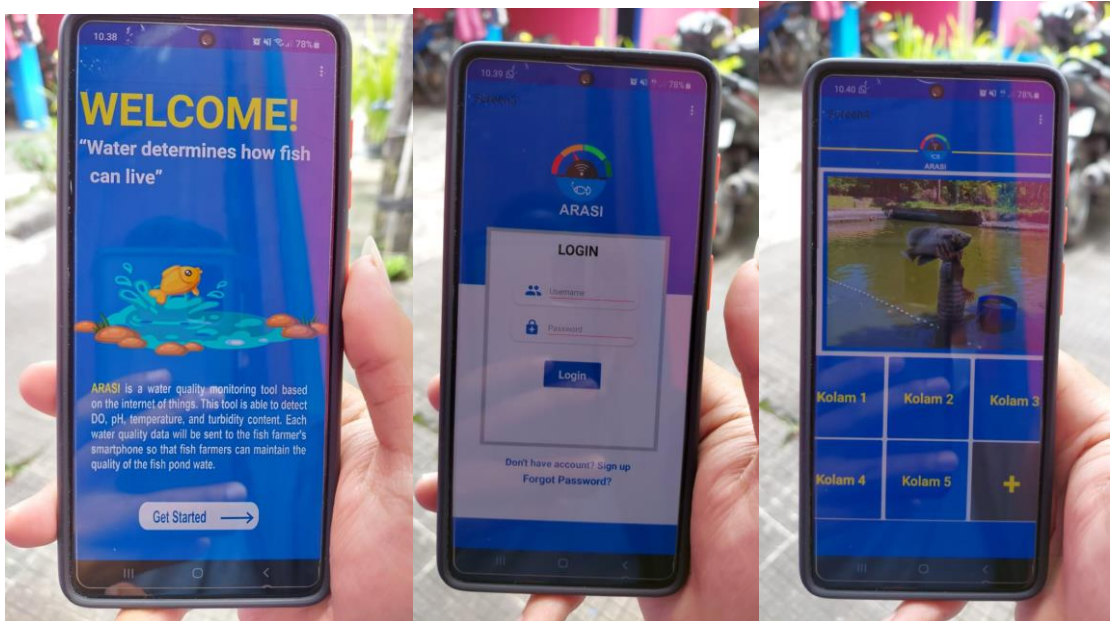 10.38
78%
WELCOME!
“Water determines how fish
can live”
ARASI is a water quality monitoring tool based
on the internet of things. This tool is able to detect
DO, pH, temperature, and turbidity content. Each
water quality data will be sent to the fish farmer's
smartphone so that fish farmers can maintain the
quality of the fish pond wate.
Get Started
10.39
78%
Screen1
ARASI
LOGIN
Username
Password
Login
Don't have account? Sign up
Forgot Password?
10.40
78%
ARASI
Kolam 1
Kolam 2
Kolam 3
Kolam 4
Kolam 5
+